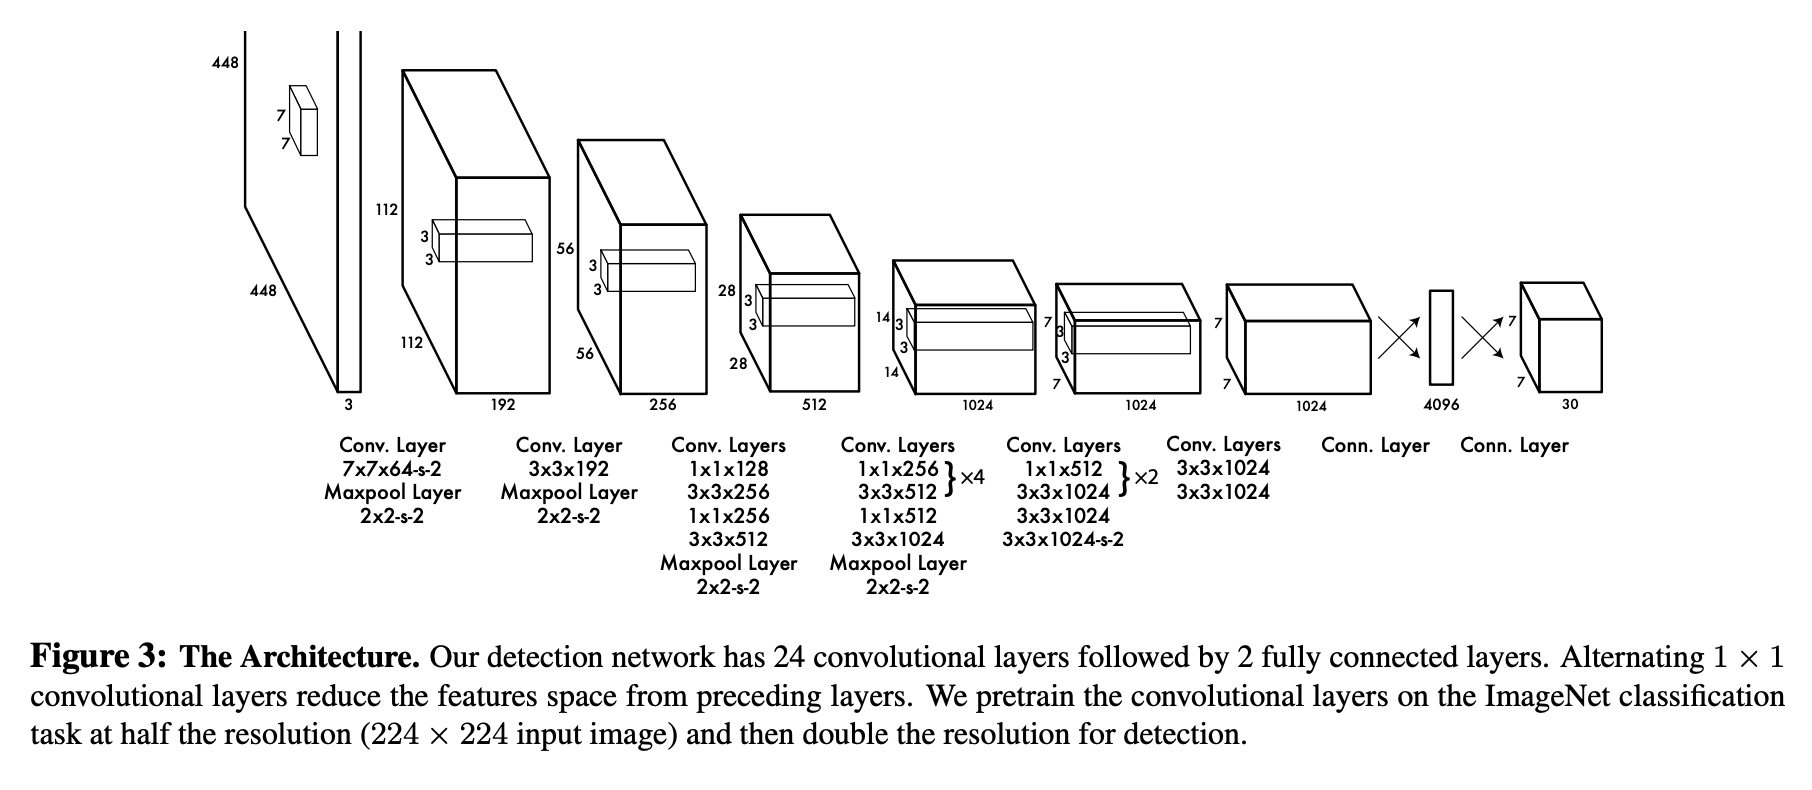 448
7
7
448
3
112
3
3
112
192
56
3
3
56
256
28
3
3
28
512
14
3
3
14
1024
7
3
3
7
1024
7
7
1024
4096
7
7
30
Conv. Layer
7x7x64-s-2
Maxpool Layer
2x2-s-2
Conv. Layer
3x3x192
Maxpool Layer
2x2-s-2
Conv. Layers
1x1x128
3x3x256
1x1x256
3x3x512
Maxpool Layer
2x2-s-2
Conv. Layers
1x1x256
3x3x512
} ×4
1x1x512
3x3x1024
Maxpool Layer
2x2-s-2
Conv. Layers
1x1x512
3x3x1024
} ×2
3x3x1024
3x3x1024-s-2
Conv. Layers
3x3x1024
3x3x1024
Conn. Layer
Conn. Layer
Figure 3: The Architecture. Our detection network has 24 convolutional layers followed by 2 fully connected layers. Alternating 1 × 1
convolutional layers reduce the features space from preceding layers. We pretrain the convolutional layers on the ImageNet classification
task at half the resolution (224 × 224 input image) and then double the resolution for detection.